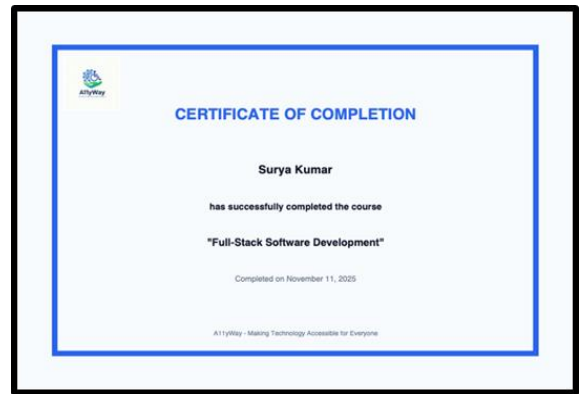 A11yWay
CERTIFICATE OF COMPLETION
Surya Kumar
has successfully completed the course
"Full-Stack Software Development"
Completed on November 11, 2025
A11yWay - Making Technology Accessible for Everyone